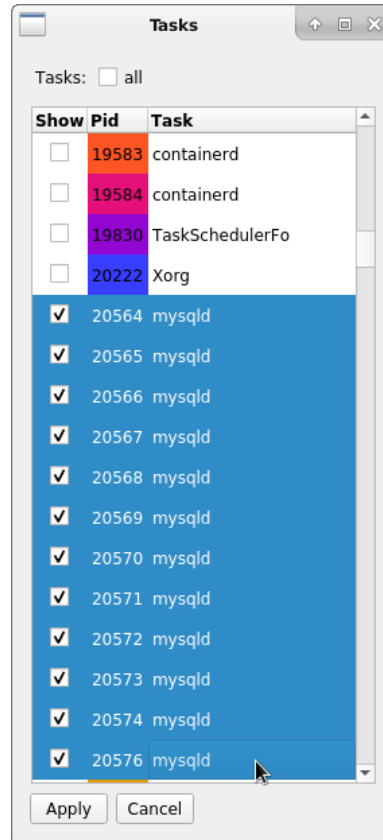 Tasks
Tasks: all
Show Pid Task
19583 containerd
19584 containerd
19830 TaskSchedulerFo
20222 Xorg
20564 mysqld
20565 mysqld
20566 mysqld
20567 mysqld
20568 mysqld
20569 mysqld
20570 mysqld
20571 mysqld
20572 mysqld
20573 mysqld
20574 mysqld
20576 mysqld
Apply Cancel